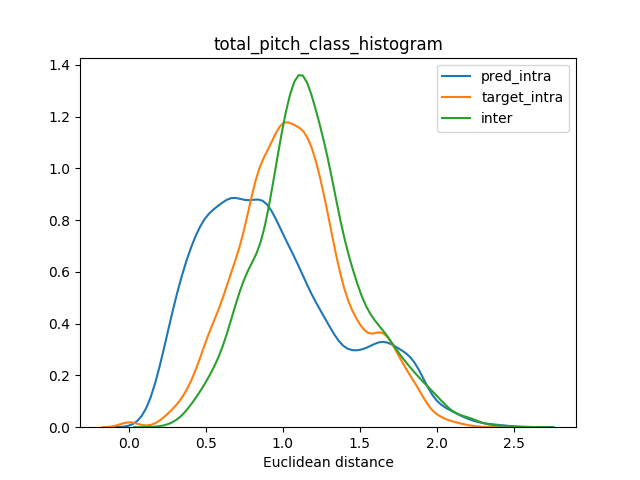 total_pitch_class_histogram
pred_intra
target_intra
inter
1.4
1.2
1.0
0.8
0.6
0.4
0.2
0.0
0.0 0.5 1.0 1.5 2.0 2.5
Euclidean distance